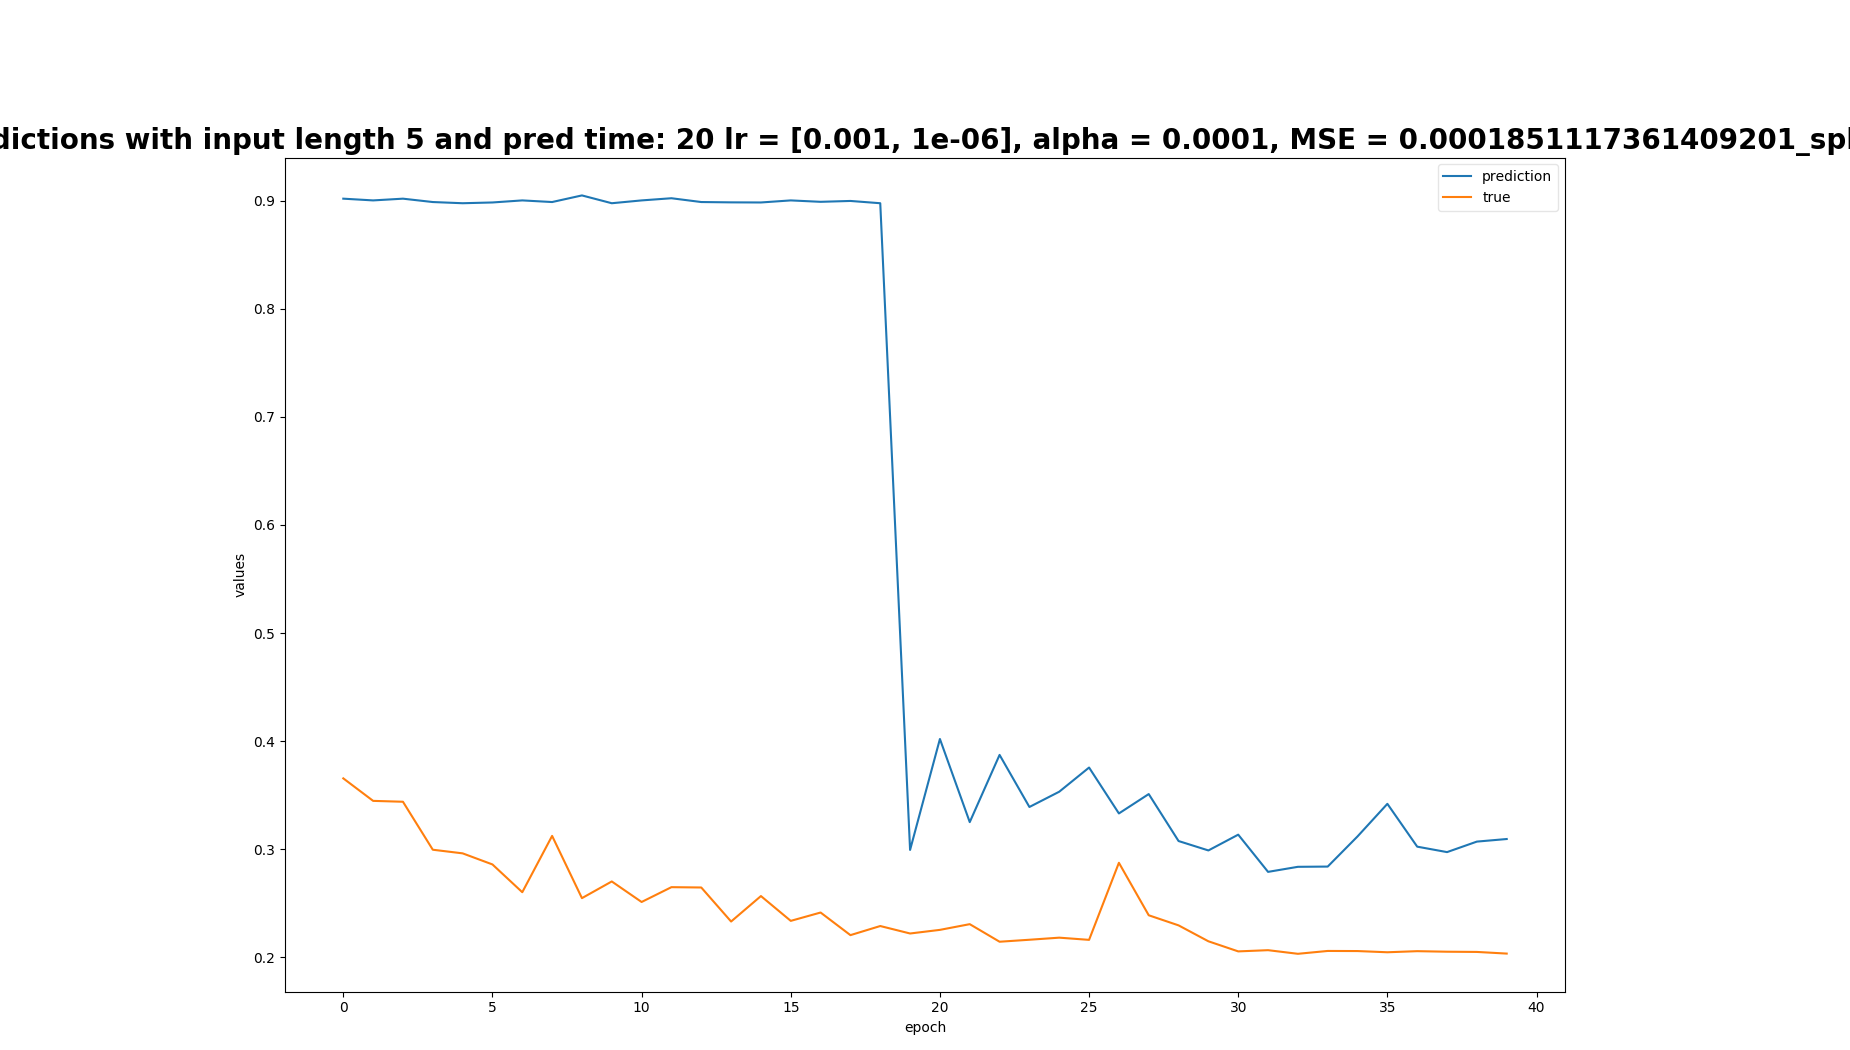 dictions with input length 5 and pred time: 20 lr = [0.001, 1e-06], alpha = 0.0001, MSE = 0.0001851117361409201_spl
prediction
true
0.9
0.8
0.7
0.6
0.5
0.4
0.3
0.2
values
0 5 10 15 20 25 30 35 40
epoch